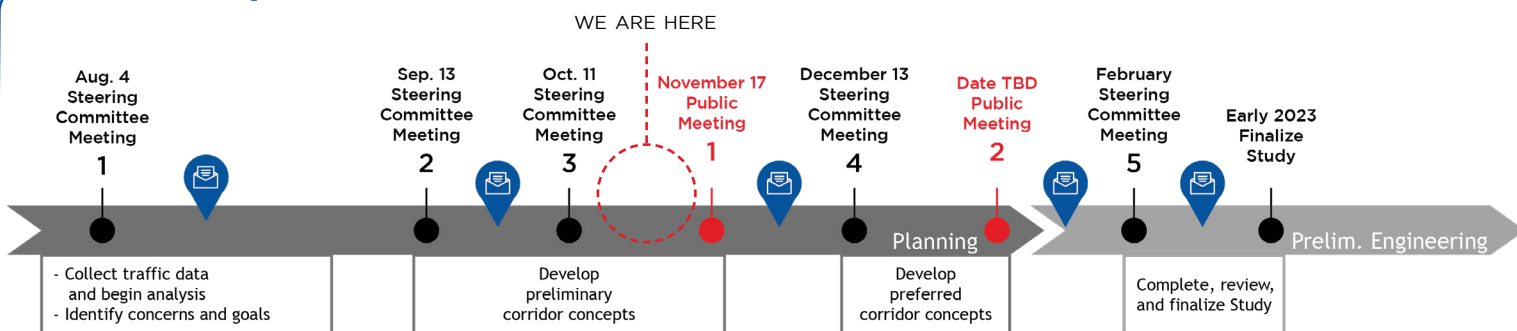 WE ARE HERE
Aug. 4
Steering
Committee
Meeting
1
Sep. 13
Steering
Committee
Meeting
2
Oct. 11
Steering
Committee
Meeting
3
November 17
Public
Meeting
1
December 13
Steering
Committee
Meeting
4
Date TBD
Public
Meeting
2
February
Steering
Committee
Meeting
5
Early 2023
Finalize
Study
Planning
Prelim. Engineering
- Collect traffic data
and begin analysis
- Identify concerns and goals
Develop
preliminary
corridor concepts
Develop
preferred
corridor concepts
Complete, review,
and finalize Study